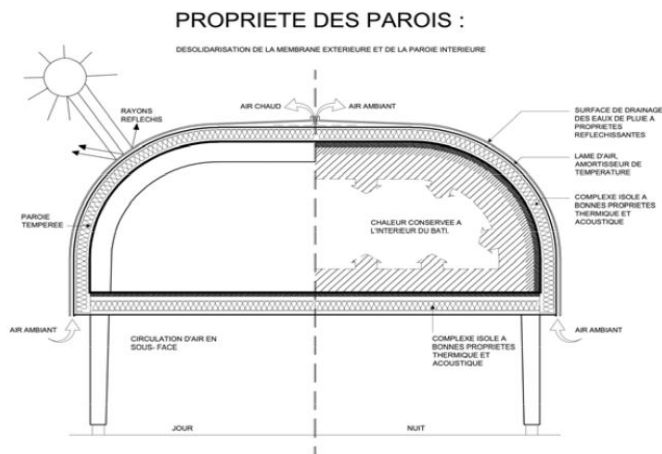 PROPRIETE DES PAROIS :
DESOLIDARISATION DE LA MEMBRANE EXTERIEURE ET DE LA PAROIE INTERIEURE
RAYONS
REFLECHIS
AIR CHAUD
AIR AMBIANT
SURFACE DE DRAINAGE
DES EAUX DE PLUIE A
PROPRIETES
REFLECHISSANTES
LAME D'AIR,
AMORTISSEUR DE
TEMPERATURE
COMPLEXE ISOLE A
BONNES PROPRIETES
THERMIQUE ET
ACOUSTIQUE
PAROIE
TEMPEREE
CHALEUR CONSERVEE A
L'INTERIEUR DU BATI.
AIR AMBIANT
CIRCULATION D'AIR EN
SOUS- FACE
COMPLEXE ISOLE A
BONNES PROPRIETES
THERMIQUE ET
ACOUSTIQUE
AIR AMBIANT
JOUR
NUIT